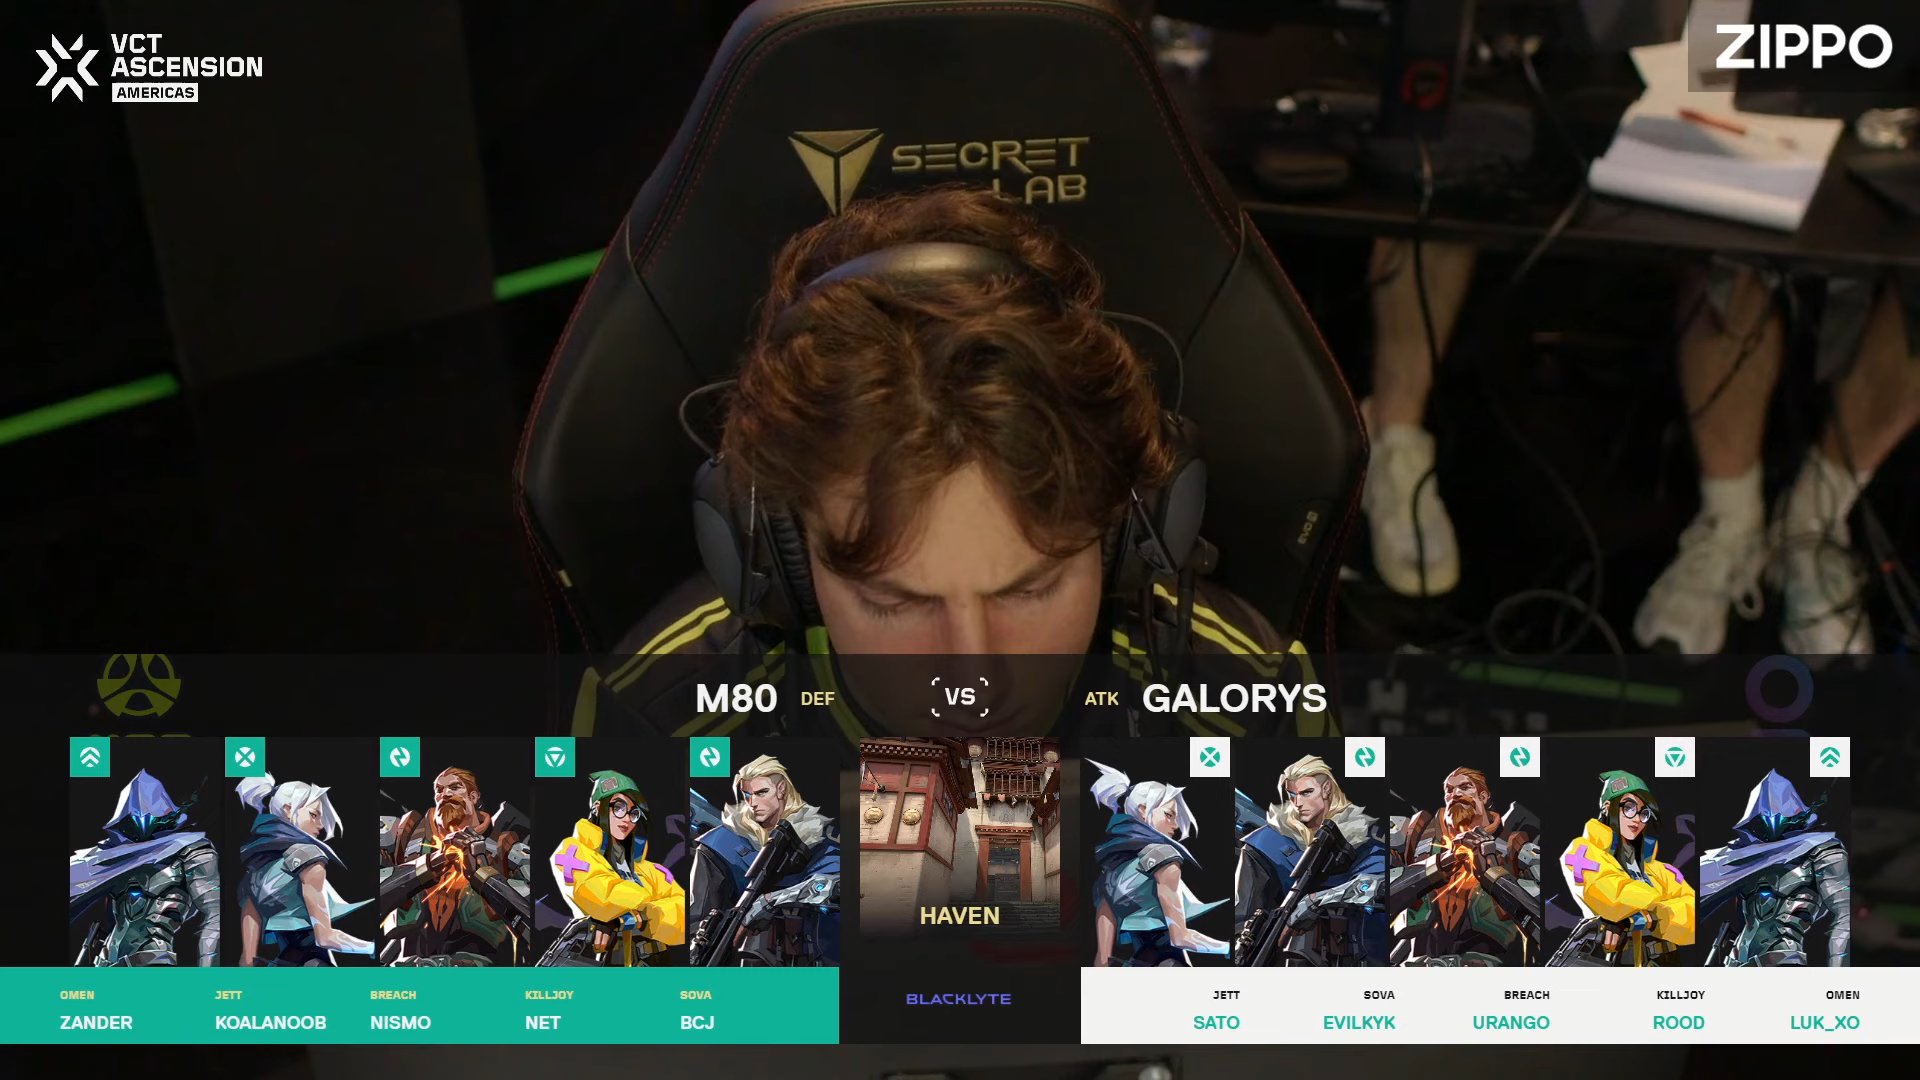 VCT
ASCENSION
AMERICAS
ZIPPO
SECRET
LAB
M80 DEF VS ATK GALORYS
HAVEN
BLACKLYTE
OMEN JETT BREACH KILLJOY SOVA
ZANDER KOALANOOB NISMO NET BCJ
JETT SOVA BREACH KILLJOY OMEN
SATO EVILKYK URANGO ROOD LUK_XO